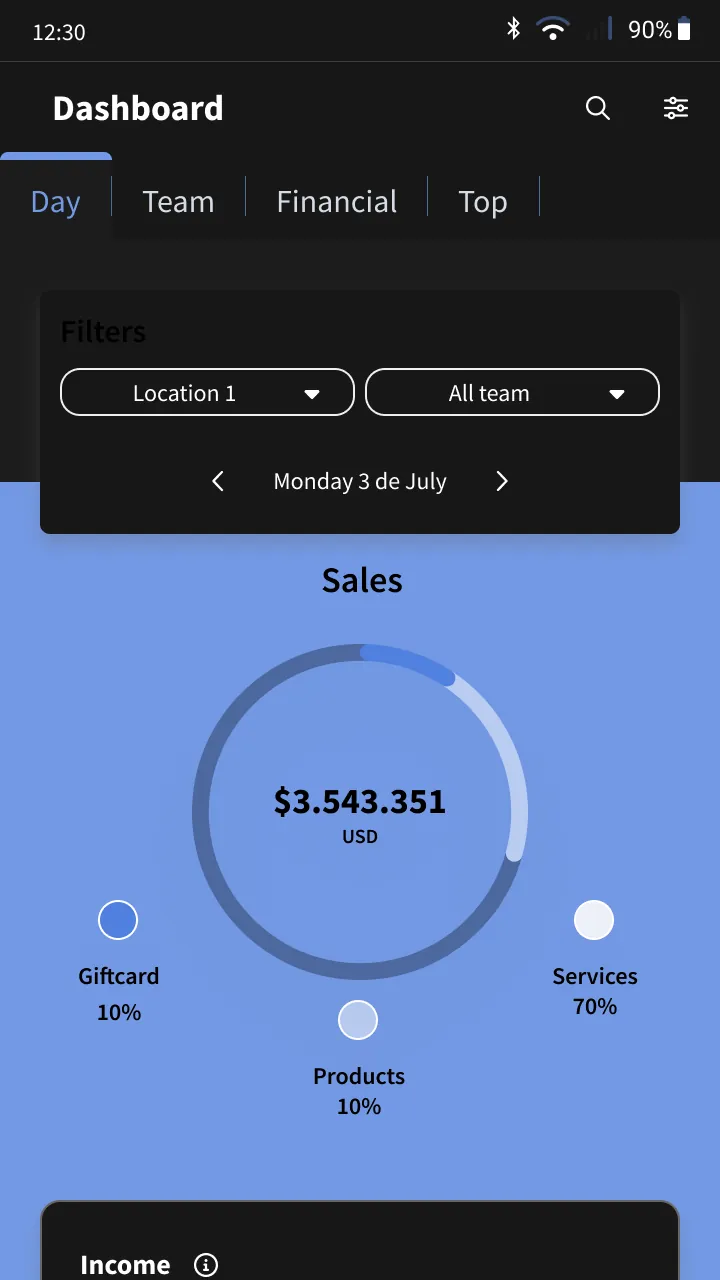 12:30 90%
Dashboard
Day Team Financial Top
Filters
Location 1 All team
Monday 3 de July
Sales
$3.543.351
USD
Giftcard
10%
Services
70%
Products
10%
Income